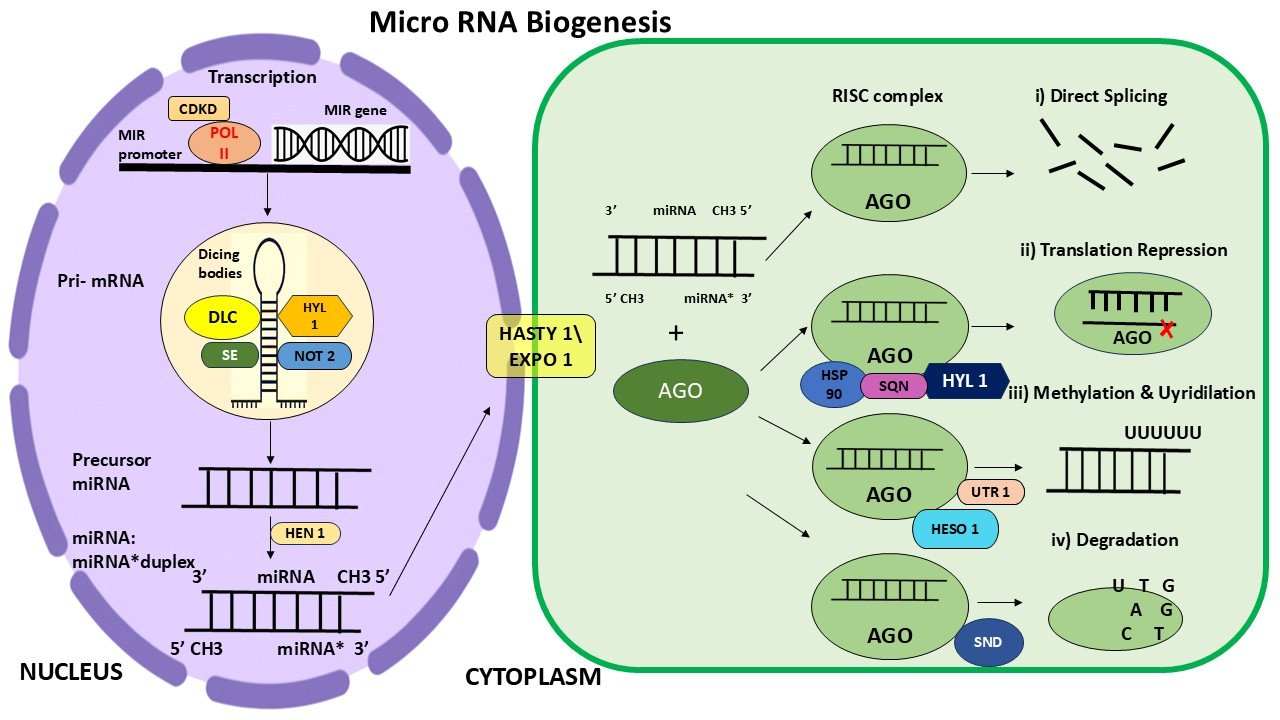 Micro RNA Biogenesis
Transcription
CDKD
MIR gene
MIR
promoter
POL
II
Pri- mRNA
Dicing
bodies
DLC
HYL
1
SE
NOT 2
Precursor
miRNA
HEN 1
miRNA:
miRNA*duplex
3’ miRNA CH3 5’
5’ CH3 miRNA* 3’
NUCLEUS
HASTY 1\
EXPO 1
CYTOPLASM
3’ miRNA CH3 5’
5’ CH3 miRNA* 3’
+
AGO
RISC complex
AGO
i) Direct Splicing
AGO
HSP
90
SQN
HYL 1
ii) Translation Repression
AGO
X
AGO
UTR 1
HESO 1
iii) Methylation & Uyridilation
UUUUUU
AGO
SND
iv) Degradation
U T G
A G
C T